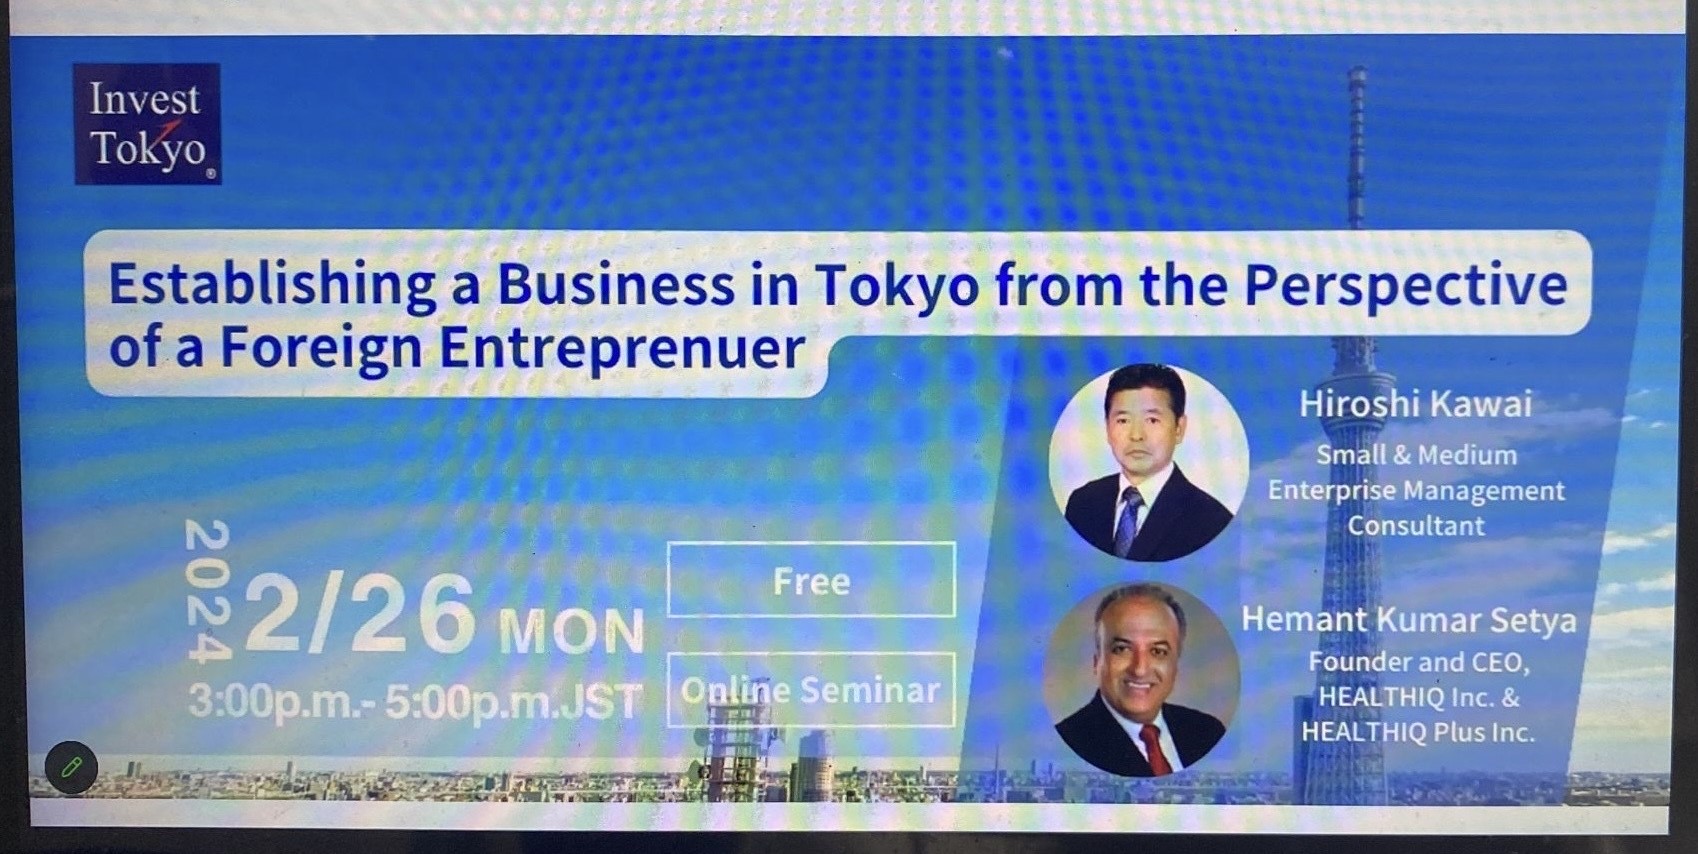 Invest
Tokyo®
Establishing a Business in Tokyo from the Perspective
of a Foreign Entreprenuer
Hiroshi Kawai
Small & Medium
Enterprise Management
Consultant
2024
2/26 MON
3:00p.m.- 5:00p.m.JST
Free
Online Seminar
Hemant Kumar Setya
Founder and CEO,
HEALTHIQ Inc. &
HEALTHIQ Plus Inc.